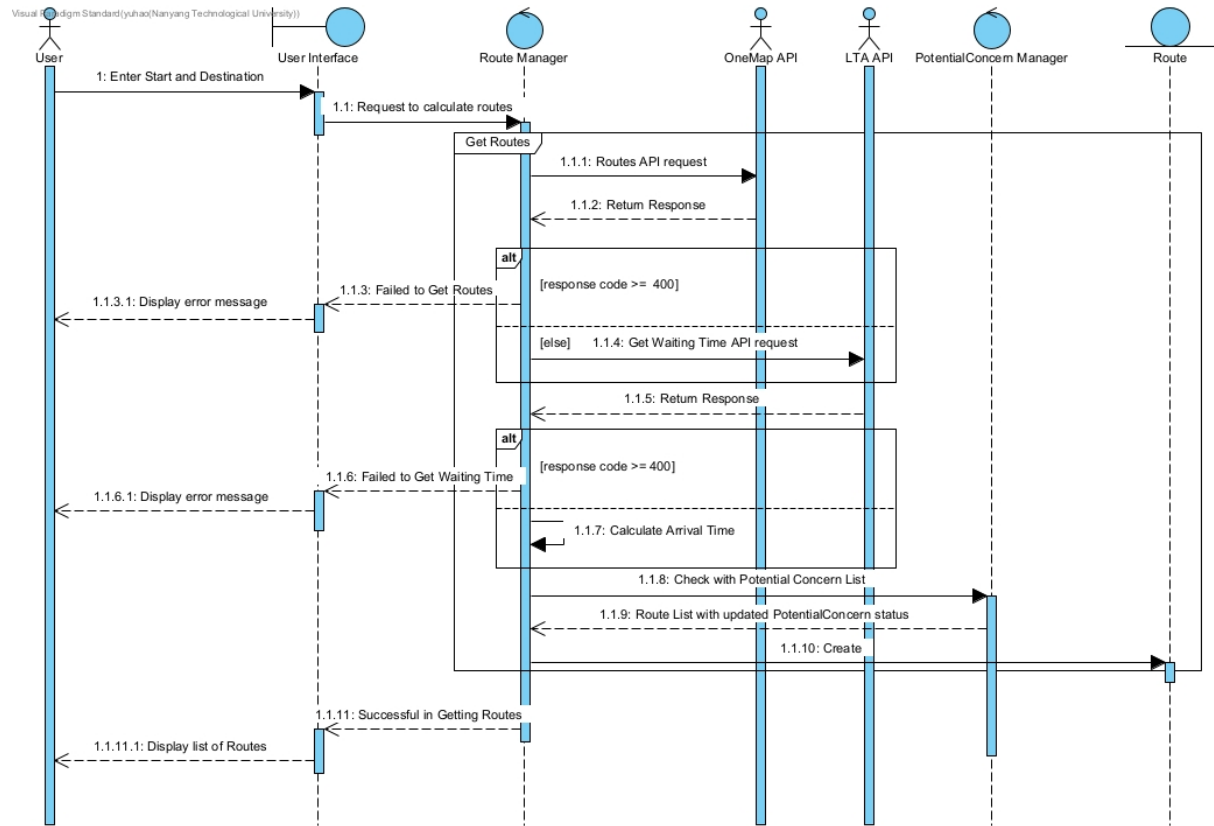 Visual Paradigm Standard(yuhao(Nanyang Technological University))
User
User Interface
Route Manager
OneMap API
LTA API
PotentialConcern Manager
Route
1: Enter Start and Destination
1.1: Request to calculate routes
Get Routes
1.1.1: Routes API request
1.1.2: Return Response
alt
[response code >= 400]
1.1.3: Failed to Get Routes
1.1.3.1: Display error message
[else]
1.1.4: Get Waiting Time API request
1.1.5: Return Response
alt
[response code >= 400]
1.1.6: Failed to Get Waiting Time
1.1.6.1: Display error message
1.1.7: Calculate Arrival Time
1.1.8: Check with Potential Concern List
1.1.9: Route List with updated PotentialConcern status
1.1.10: Create
1.1.11: Successful in Getting Routes
1.1.11.1: Display list of Routes